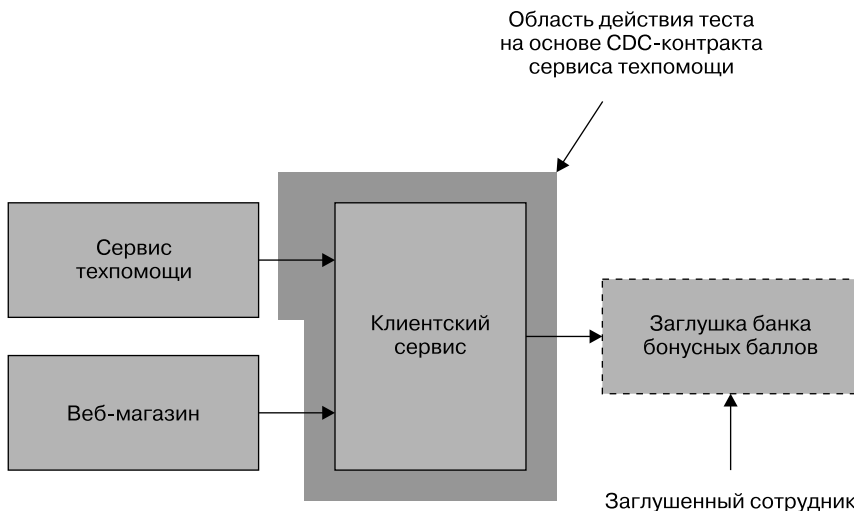 Область действия теста
на основе CDC-контракта
сервиса техпомощи
Сервис
техпомощи
Клиентский
сервис
Заглушка банка
бонусных баллов
Веб-магазин
Заглушенный сотрудник